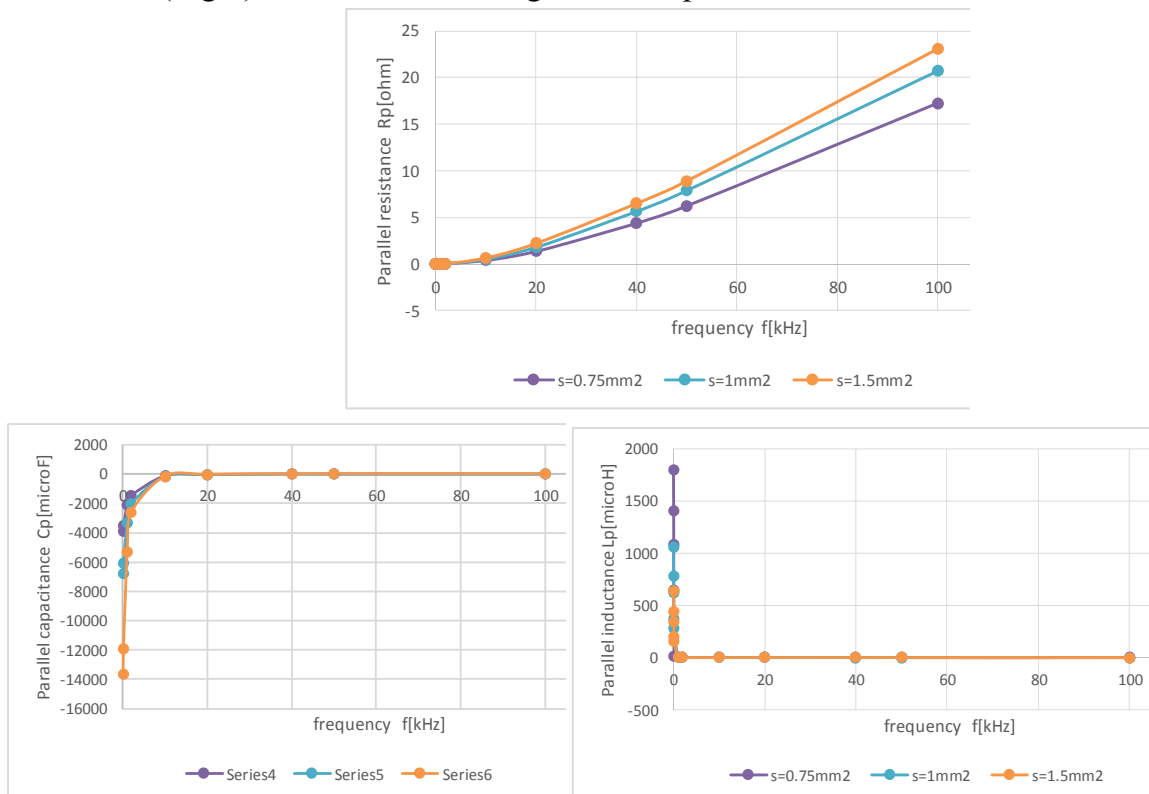 25
20
15
10
5
0
-5
Parallel resistance Rp[ohm]
0 20 40 60 80 100
frequency f[kHz]
s=0.75mm2 s=1mm2 s=1.5mm2
2000
0
-2000
-4000
-6000
-8000
-10000
-12000
-14000
-16000
Parallel capacitance Cp[microF]
0 20 40 60 80 100
frequency f[kHz]
Series4 Series5 Series6
2000
1500
1000
500
0
-500
Parallel inductance Lp[microH]
0 20 40 60 80 100
frequency f[kHz]
s=0.75mm2 s=1mm2 s=1.5mm2